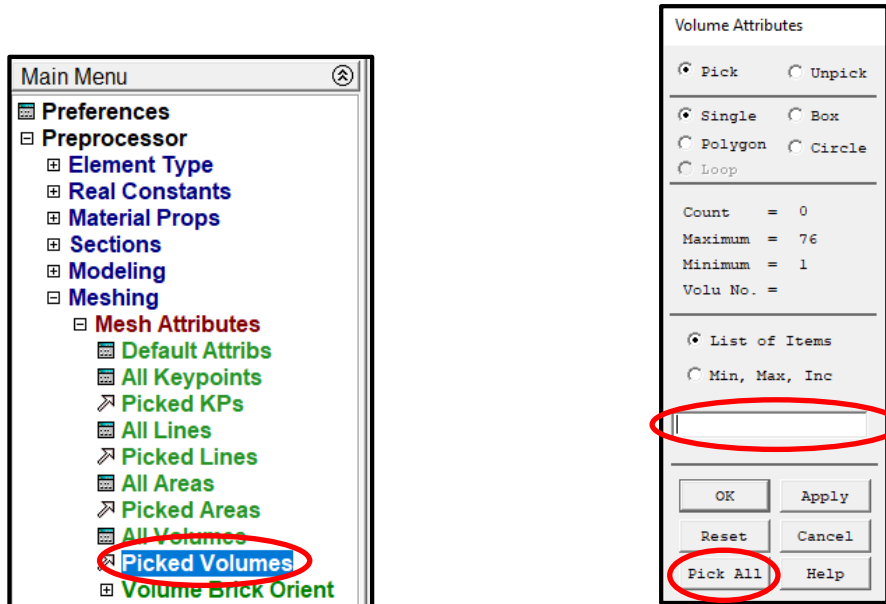 Main Menu
Preferences
Preprocessor
Element Type
Real Constants
Material Props
Sections
Modeling
Meshing
Mesh Attributes
Default Attribs
All Keypoints
Picked KPs
All Lines
Picked Lines
All Areas
Picked Areas
All Volumes
Picked Volumes
Volume Brick Orient
Volume Attributes
Pick Unpick
Single Box
Polygon Circle
Loop
Count = 0
Maximum = 76
Minimum = 1
Volu No. =
List of Items
Min, Max, Inc
OK Apply
Reset Cancel
Pick All Help